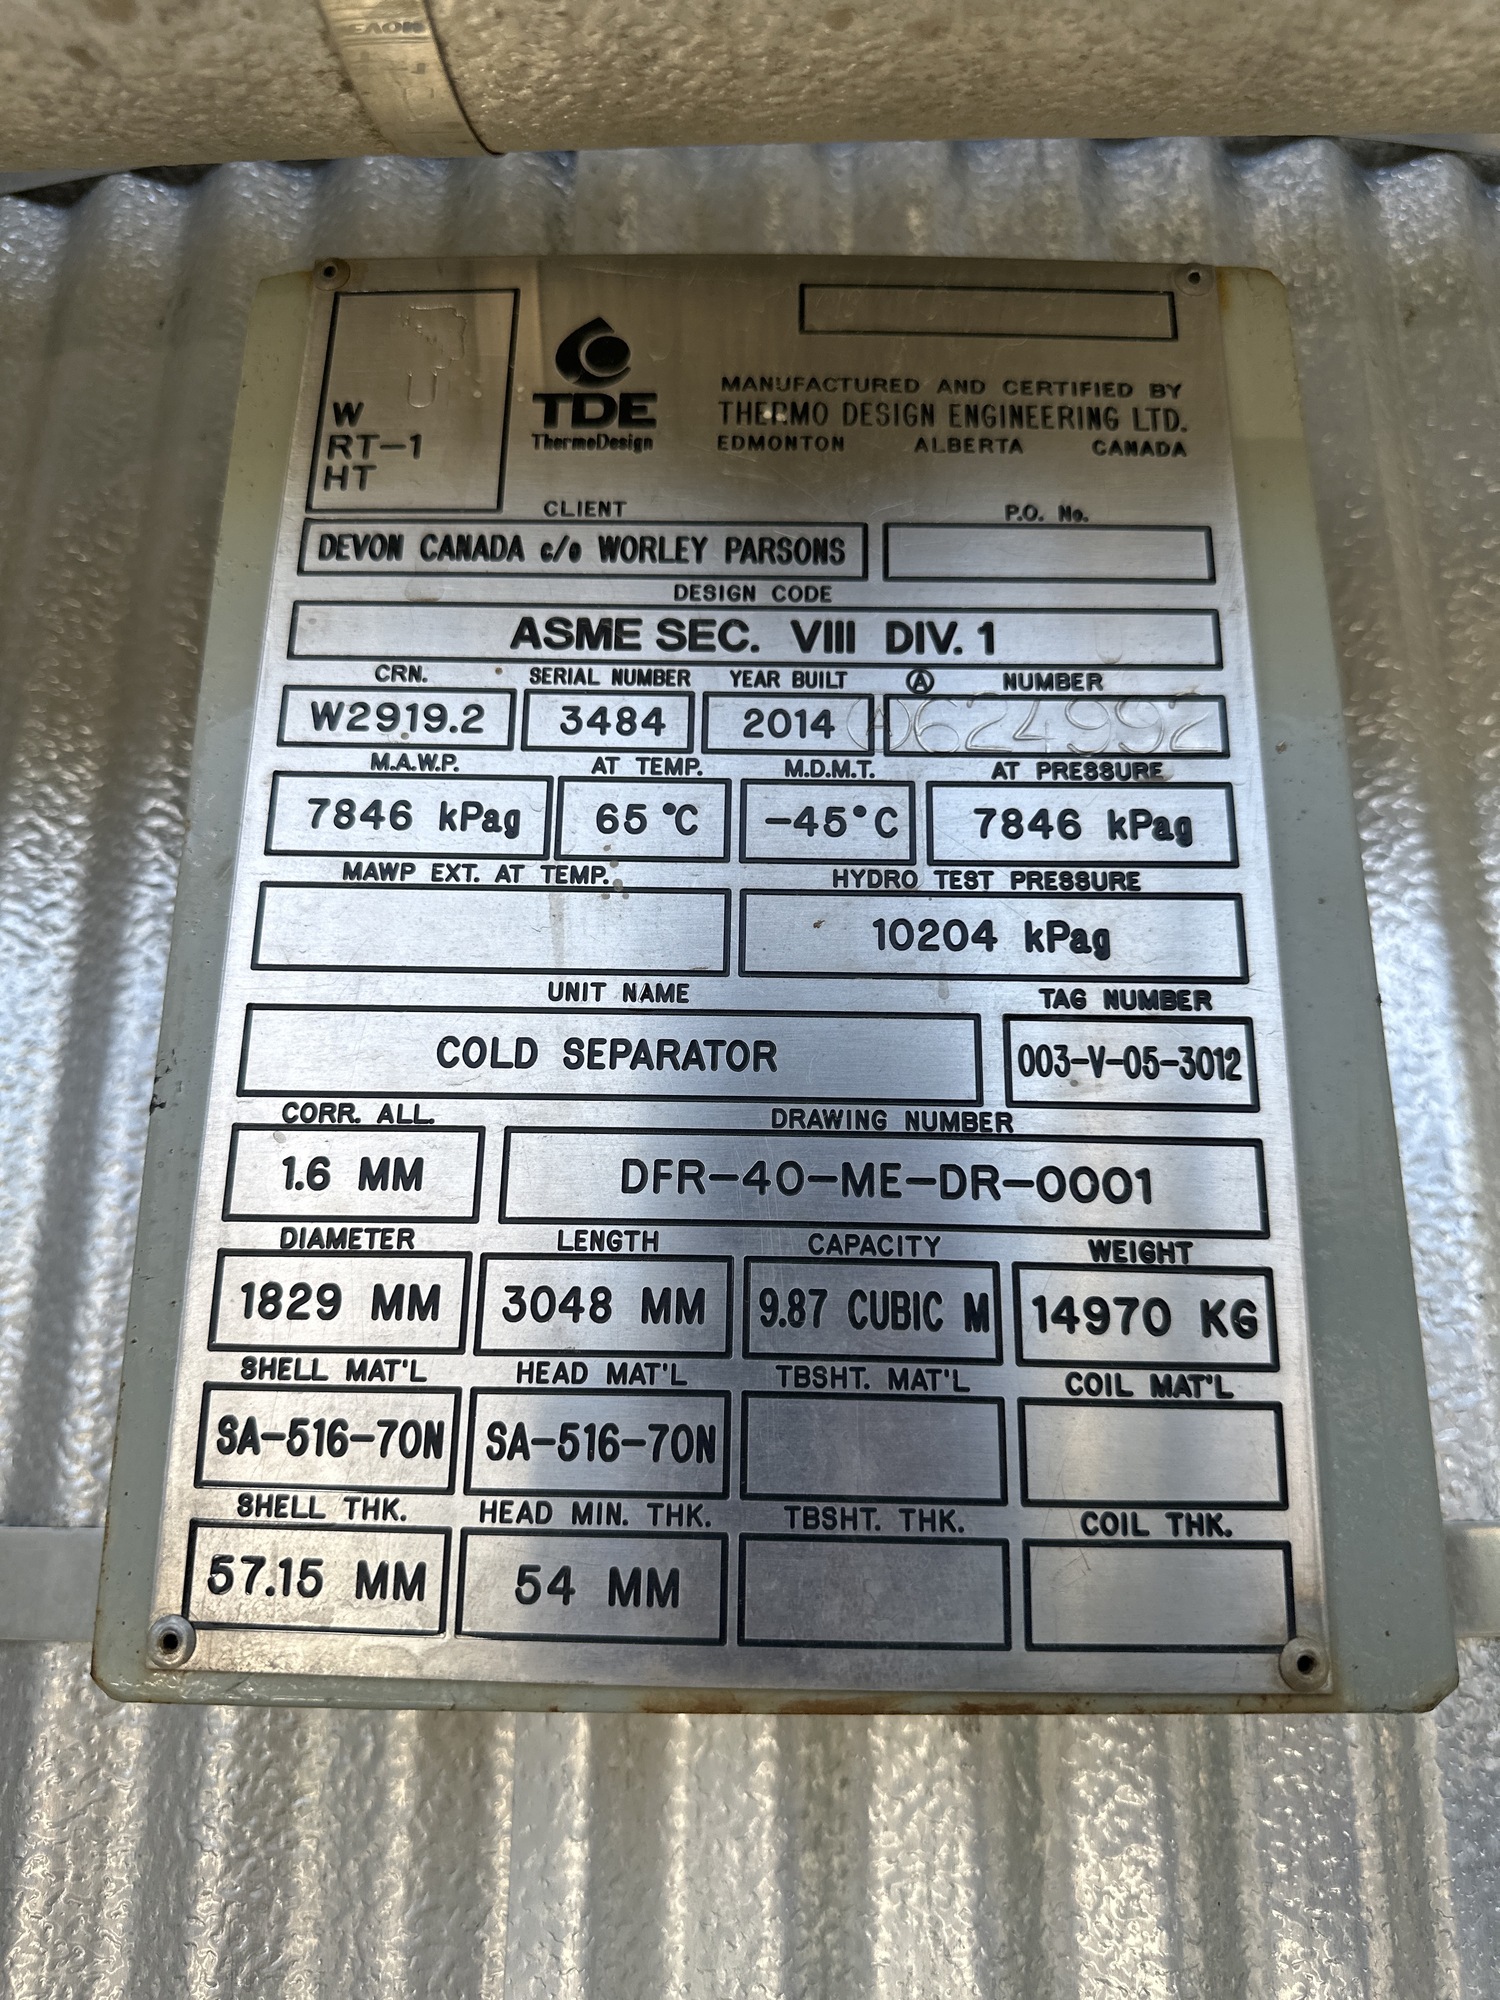 U
W
RT-1
HT
TDE
ThermoDesign
MANUFACTURED AND CERTIFIED BY
THERMO DESIGN ENGINEERING LTD.
EDMONTON ALBERTA CANADA
CLIENT P.O. No.
DEVON CANADA c/o WORLEY PARSONS
DESIGN CODE
ASME SEC. VIII DIV. 1
CRN. SERIAL NUMBER YEAR BUILT Ⓐ NUMBER
W2919.2 3484 2014 Ⓐ624992
M.A.W.P. AT TEMP. M.D.M.T. AT PRESSURE
7846 kPag 65 °C -45°C 7846 kPag
MAWP EXT. AT TEMP. HYDRO TEST PRESSURE
10204 kPag
UNIT NAME TAG NUMBER
COLD SEPARATOR 003-V-05-3012
CORR. ALL. DRAWING NUMBER
1.6 MM DFR-40-ME-DR-0001
DIAMETER LENGTH CAPACITY WEIGHT
1829 MM 3048 MM 9.87 CUBIC M 14970 KG
SHELL MAT'L HEAD MAT'L TBSHT. MAT'L COIL MAT'L
SA-516-70N SA-516-70N
SHELL THK. HEAD MIN. THK. TBSHT. THK. COIL THK.
57.15 MM 54 MM